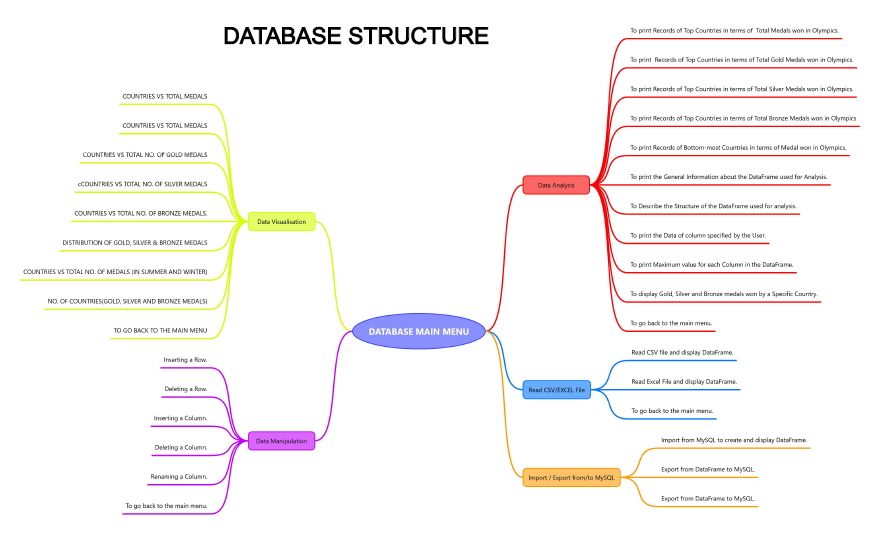 DATABASE STRUCTURE
COUNTRIES VS TOTAL MEDALS
COUNTRIES VS TOTAL MEDALS
COUNTRIES VS TOTAL NO. OF GOLD MEDALS
cCOUNTRIES VS TOTAL NO. OF SILVER MEDALS
COUNTRIES VS TOTAL NO. OF BRONZE MEDALS.
DISTRIBUTION OF GOLD, SILVER & BRONZE MEDALS
COUNTRIES VS TOTAL NO. OF MEDALS (IN SUMMER AND WINTER)
NO. OF COUNTRIES(GOLD, SILVER AND BRONZE MEDALS)
TO GO BACK TO THE MAIN MENU
Data Visualisation
Inserting a Row.
Deleting a Row.
Inserting a Column.
Deleting a Column.
Renaming a Column.
To go back to the main menu.
Data Manipulation
DATABASE MAIN MENU
Data Analysis
To print Records of Top Countries in terms of Total Medals won in Olympics.
To print Records of Top Countries in terms of Total Gold Medals won in Olympics.
To print Records of Top Countries in terms of Total Silver Medals won in Olympics.
To print Records of Top Countries in terms of Total Bronze Medals won in Olympics
To print Records of Bottom-most Countries in terms of Medal won in Olympics.
To print the General Information about the DataFrame used for Analysis.
To Describe the Structure of the DataFrame used for analysis.
To print the Data of column specified by the User.
To print Maximum value for each Column in the DataFrame.
To display Gold, Silver and Bronze medals won by a Specific Country.
To go back to the main menu.
Read CSV/EXCEL File
Read CSV file and display DataFrame.
Read Excel File and display DataFrame.
To go back to the main menu.
Import / Export from/to MySQL
Import from MySQL to create and display DataFrame.
Export from DataFrame to MySQL.
Export from DataFrame to MySQL.